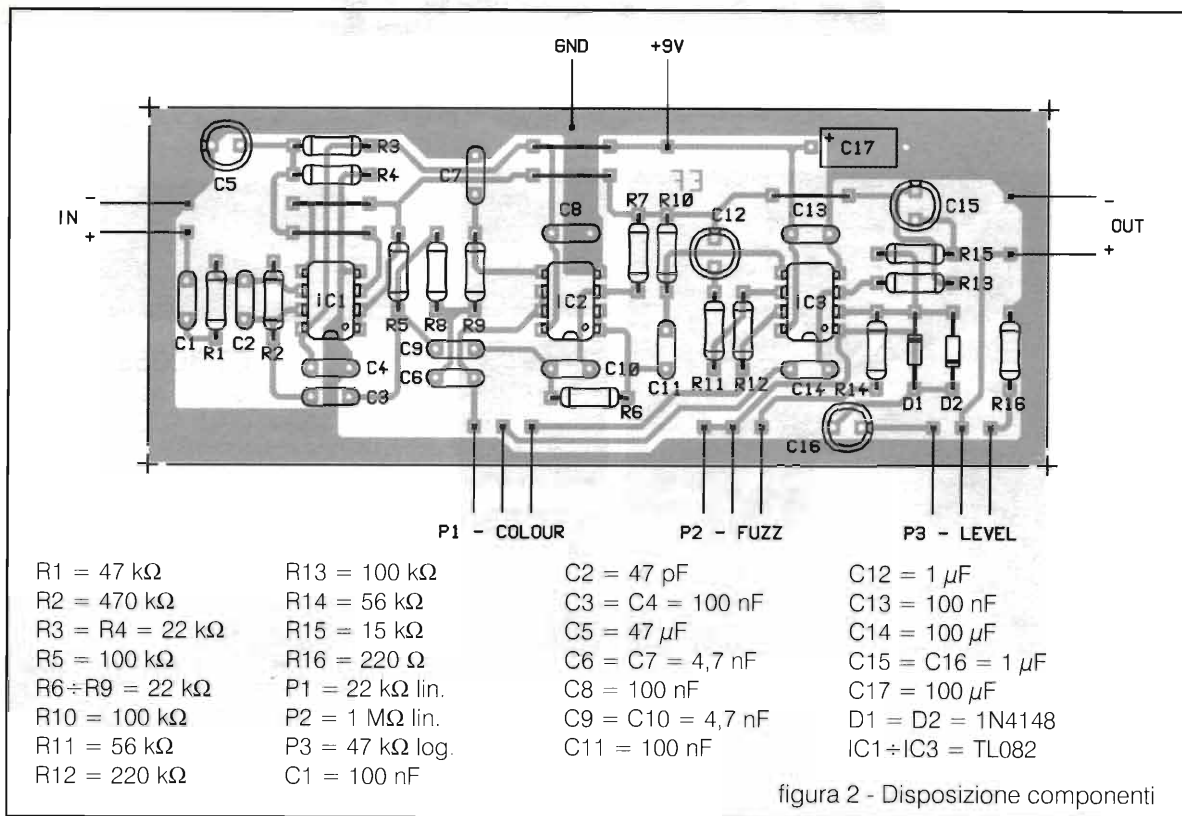 GND +9V
C5 R3 R4 C7 C17
FF
IN - +
R7 R10 C12 C13 C15
C8
- OUT +
R15
R13
iC1 iC2 iC3
C1 R1 C2 R2 R5 R8 R9
C4 C9 C10 C11 R11 R12 C14 R14 D1 D2 R16
C3 C6 R6
C16
P1 - COLOUR P2 - FUZZ P3 - LEVEL
R1 = 47 kΩ
R2 = 470 kΩ
R3 = R4 = 22 kΩ
R5 = 100 kΩ
R6÷R9 = 22 kΩ
R10 = 100 kΩ
R11 = 56 kΩ
R12 = 220 kΩ
R13 = 100 kΩ
R14 = 56 kΩ
R15 = 15 kΩ
R16 = 220 Ω
P1 = 22 kΩ lin.
P2 = 1 MΩ lin.
P3 = 47 kΩ log.
C1 = 100 nF
C2 = 47 pF
C3 = C4 = 100 nF
C5 = 47 µF
C6 = C7 = 4,7 nF
C8 = 100 nF
C9 = C10 = 4,7 nF
C11 = 100 nF
C12 = 1 µF
C13 = 100 nF
C14 = 100 µF
C15 = C16 = 1 µF
C17 = 100 µF
D1 = D2 = 1N4148
IC1÷IC3 = TL082
figura 2 - Disposizione componenti